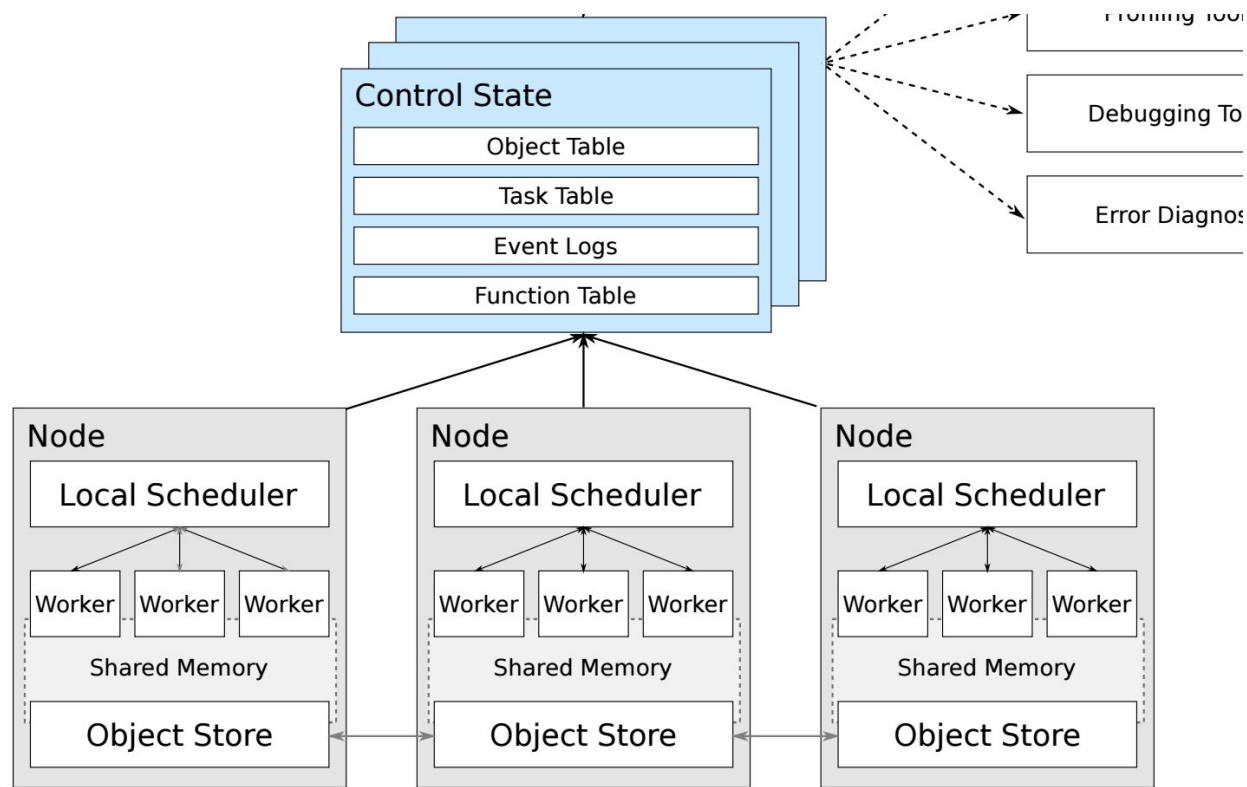 Control State
Object Table
Task Table
Event Logs
Function Table
Debugging
Error
Node
Local Scheduler
Worker Worker Worker
Shared Memory
Object Store
Node
Local Scheduler
Worker Worker Worker
Shared Memory
Object Store
Node
Local Scheduler
Worker Worker Worker
Shared Memory
Object Store